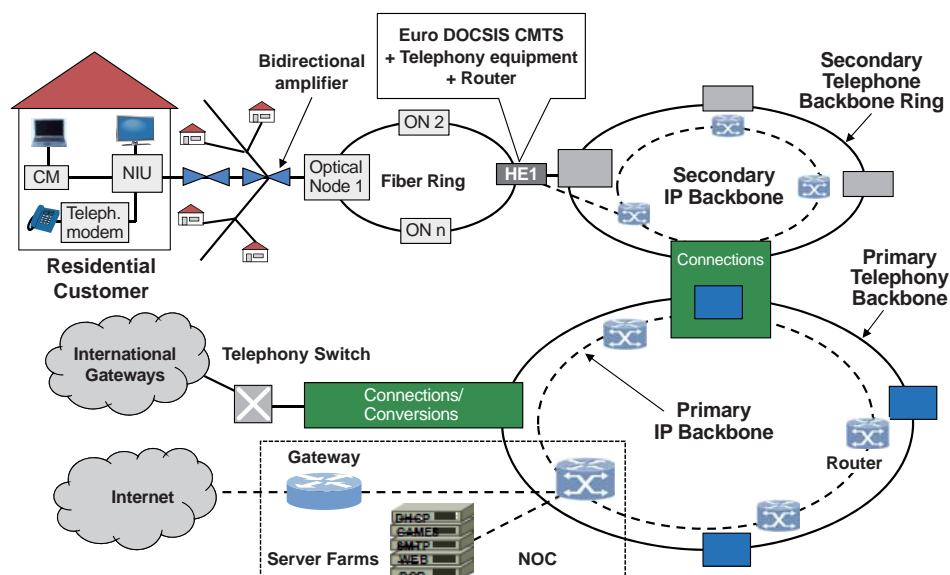 Euro DOCSIS CMTS
+ Telephony equipment
+ Router
Bidirectional
amplifier
Secondary
Telephone
Backbone Ring
ON 2
CM
NIU
Optical
Node 1
Fiber Ring
HE1
Secondary
IP Backbone
Teleph.
modem
ON n
Residential
Customer
Connections
Primary
Telephony
Backbone
International
Gateways
Telephony Switch
Connections/
Conversions
Primary
IP Backbone
Router
Gateway
Internet
DHCP
GAMES
SMTP
WEB
Server Farms
NOC